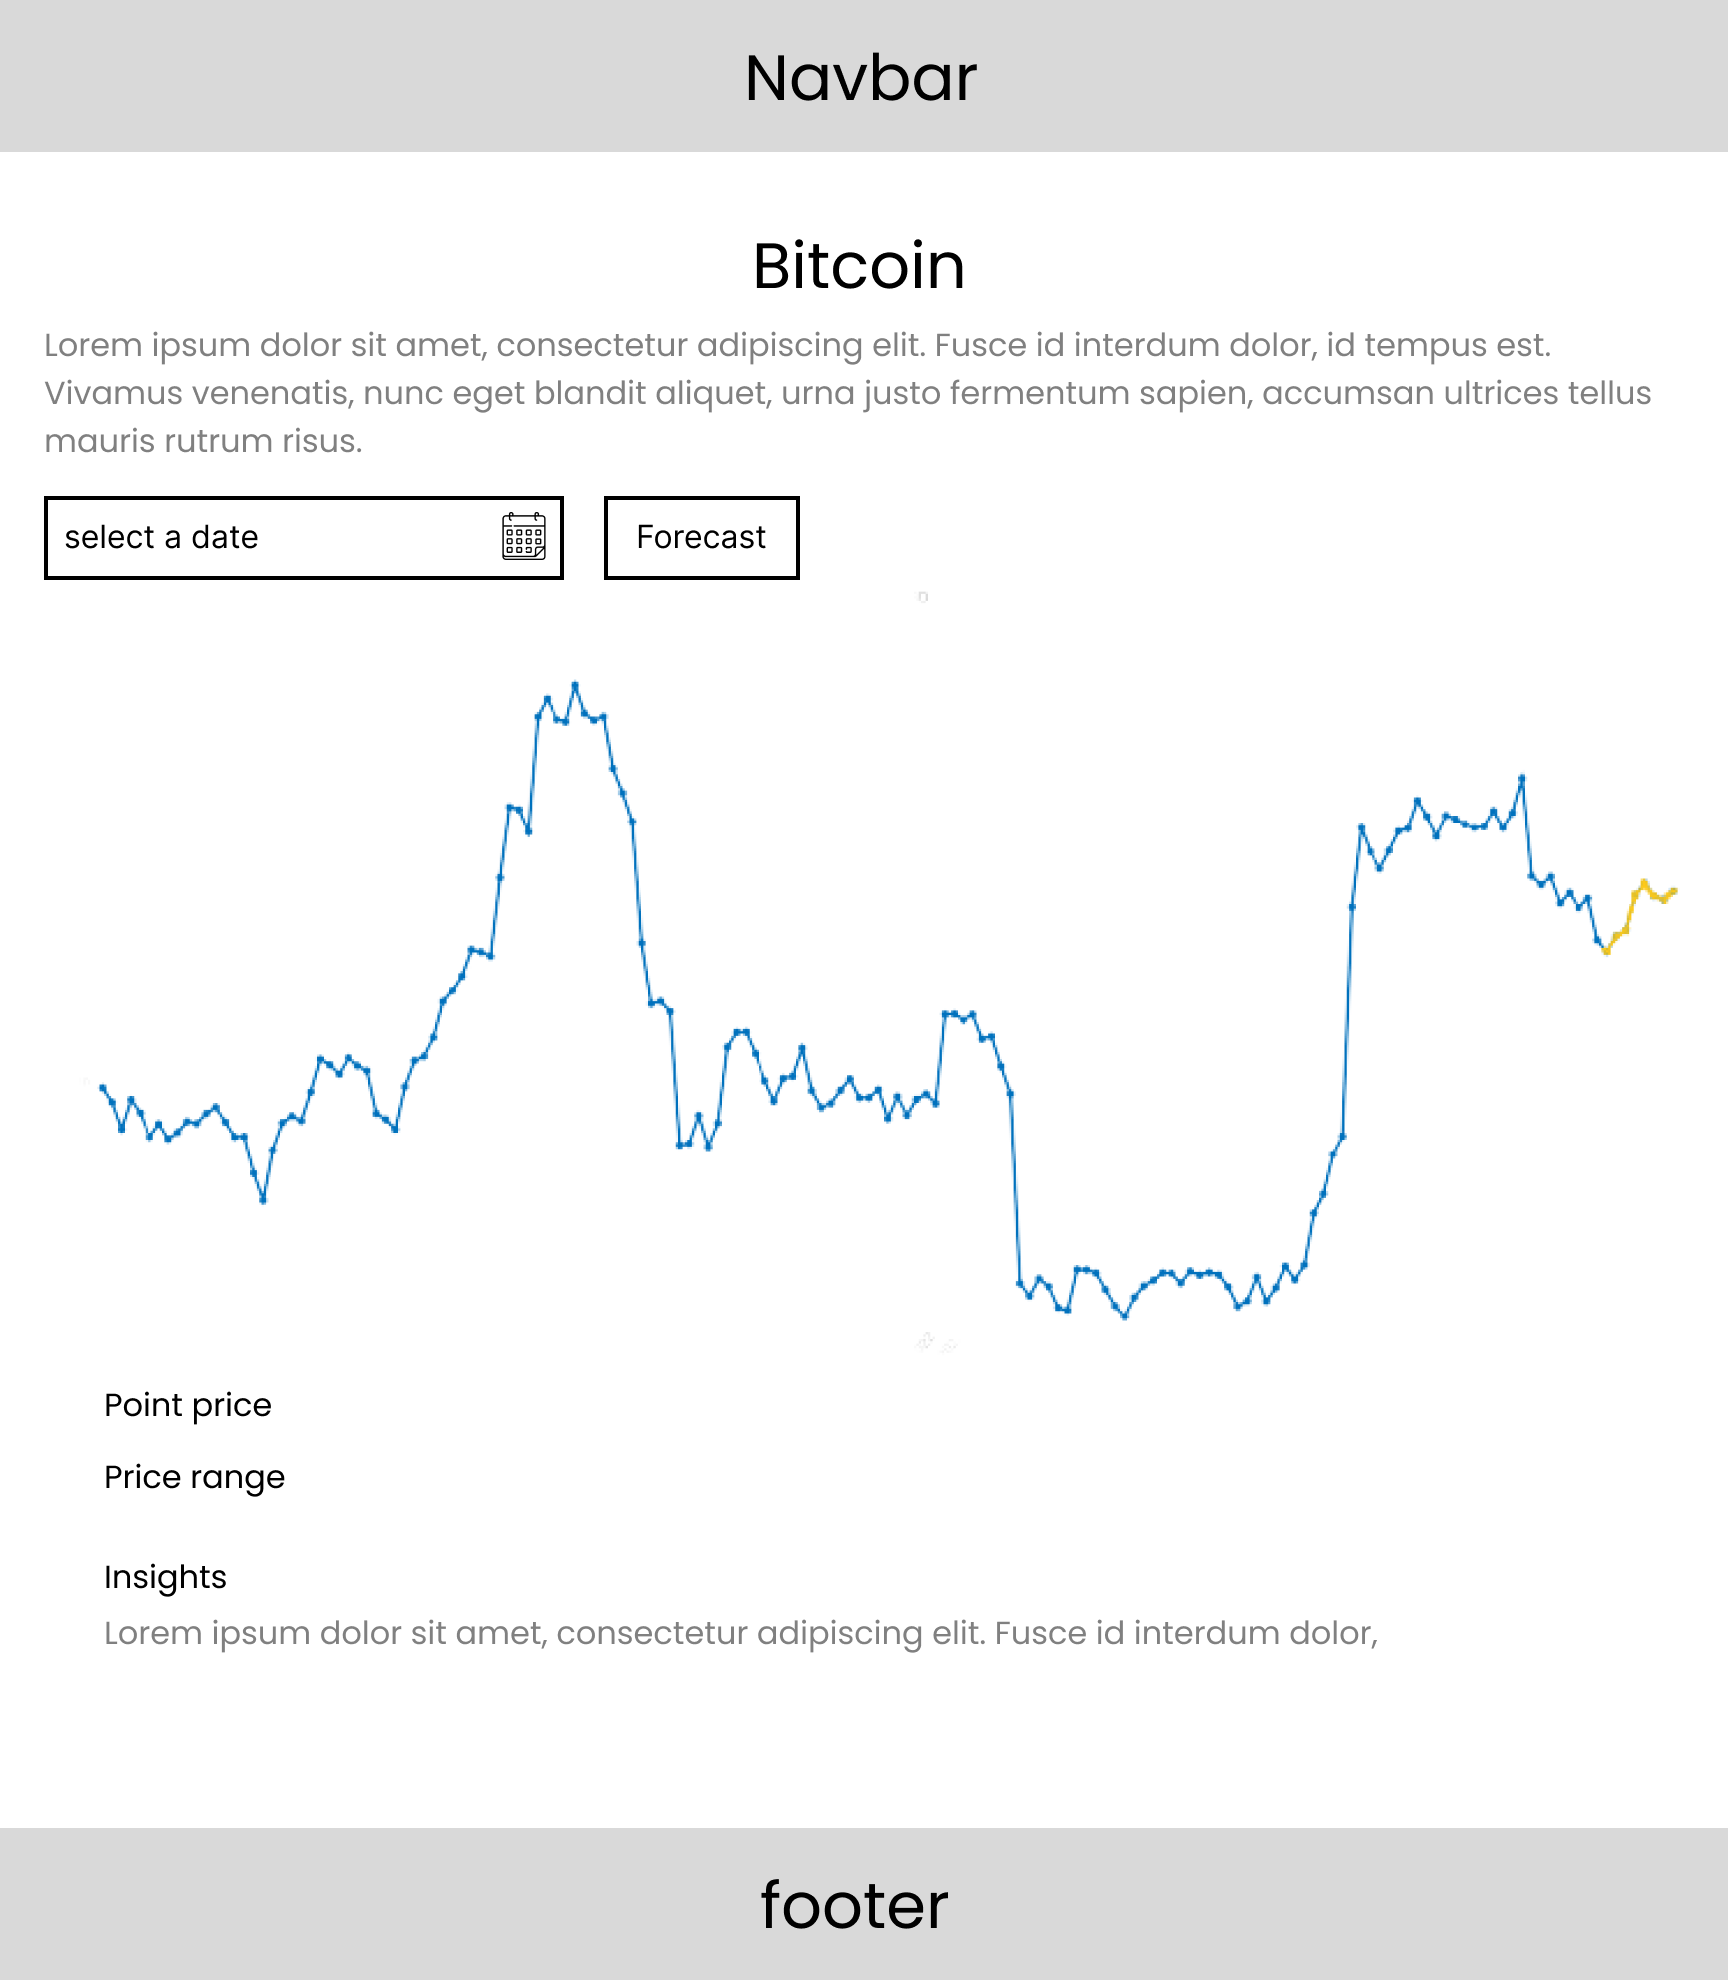 Navbar
Bitcoin
Lorem ipsum dolor sit amet, consectetur adipiscing elit. Fusce id interdum dolor, id tempus est.
Vivamus venenatis, nunc eget blandit aliquet, urna justo fermentum sapien, accumsan ultrices tellus
mauris rutrum risus.
select a date
Forecast
Point price
Price range
Insights
Lorem ipsum dolor sit amet, consectetur adipiscing elit. Fusce id interdum dolor,
footer